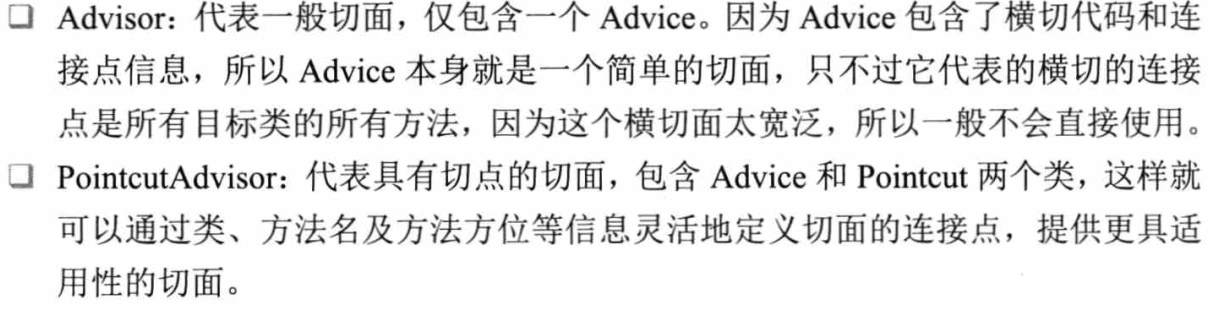 ❑ Advisor：代表一般切面，仅包含一个 Advice。因为 Advice 包含了横切代码和连
接点信息，所以 Advice 本身就是一个简单的切面，只不过它代表的横切的连接
点是所有目标类的所有方法，因为这个横切面太宽泛，所以一般不会直接使用。
❑ PointcutAdvisor：代表具有切点的切面，包含 Advice 和 Pointcut 两个类，这样就
可以通过类、方法名及方法方位等信息灵活地定义切面的连接点，提供更具适
用性的切面。